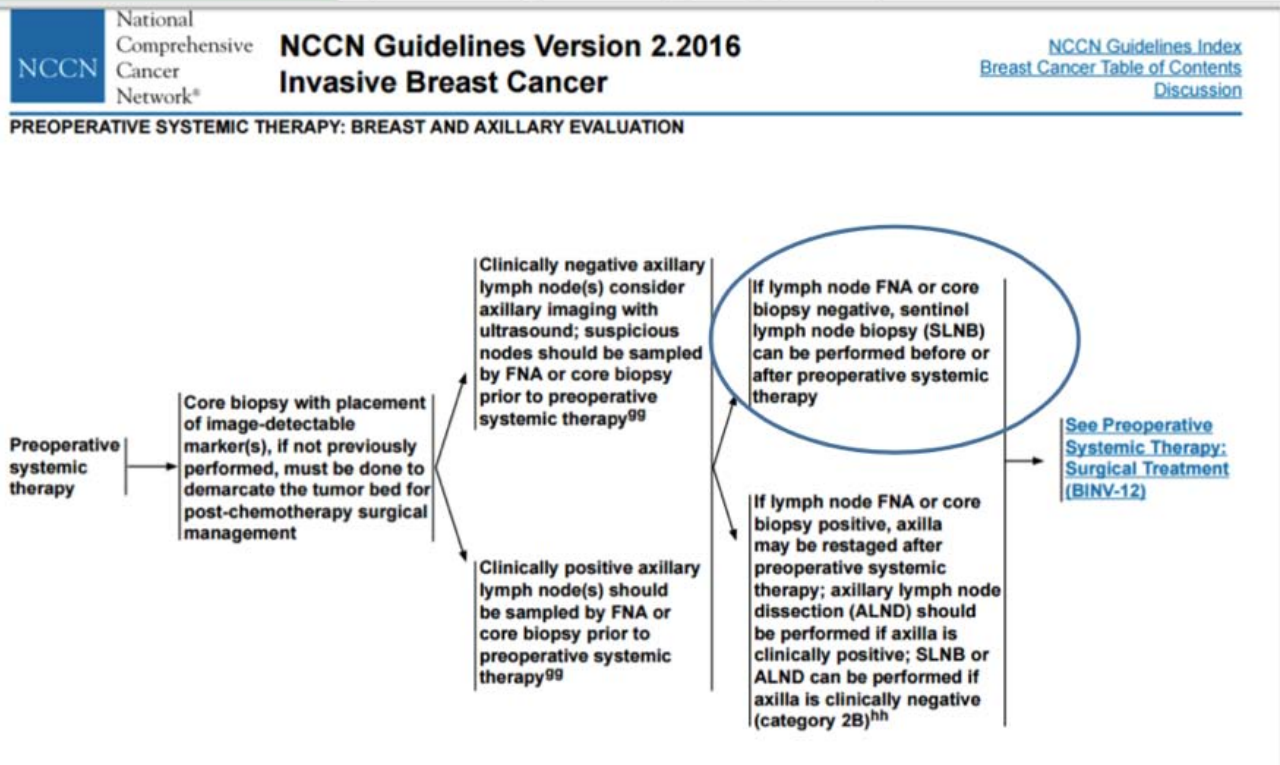 NCCN
National
Comprehensive
Cancer
Network®
NCCN Guidelines Version 2.2016
Invasive Breast Cancer
NCCN Guidelines Index
Breast Cancer Table of Contents
Discussion
PREOPERATIVE SYSTEMIC THERAPY: BREAST AND AXILLARY EVALUATION
Preoperative
systemic
therapy
Core biopsy with placement
of image-detectable
marker(s), if not previously
performed, must be done to
demarcate the tumor bed for
post-chemotherapy surgical
management
Clinically negative axillary
lymph node(s) consider
axillary imaging with
ultrasound; suspicious
nodes should be sampled
by FNA or core biopsy
prior to preoperative
systemic therapygg
Clinically positive axillary
lymph node(s) should
be sampled by FNA or
core biopsy prior to
preoperative systemic
therapygg
If lymph node FNA or core
biopsy negative, sentinel
lymph node biopsy (SLNB)
can be performed before or
after preoperative systemic
therapy
If lymph node FNA or core
biopsy positive, axilla
may be restaged after
preoperative systemic
therapy; axillary lymph node
dissection (ALND) should
be performed if axilla is
clinically positive; SLNB or
ALND can be performed if
axilla is clinically negative
(category 2B)hh
See Preoperative
Systemic Therapy:
Surgical Treatment
(BINV-12)